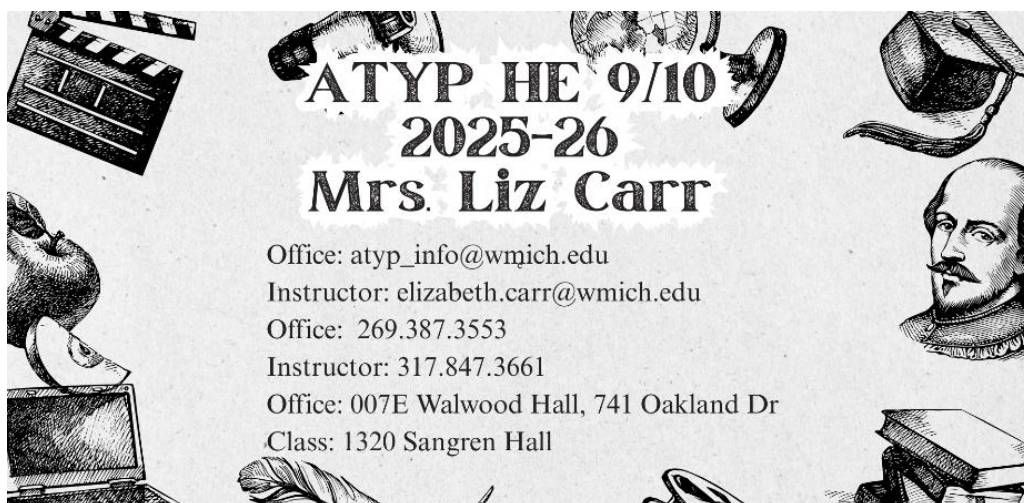 ATYP HE 9/10
2025-26
Mrs. Liz Carr
Office: atyp_info@wmich.edu
Instructor: elizabeth.carr@wmich.edu
Office: 269.387.3553
Instructor: 317.847.3661
Office: 007E Walwood Hall, 741 Oakland Dr
Class: 1320 Sangren Hall